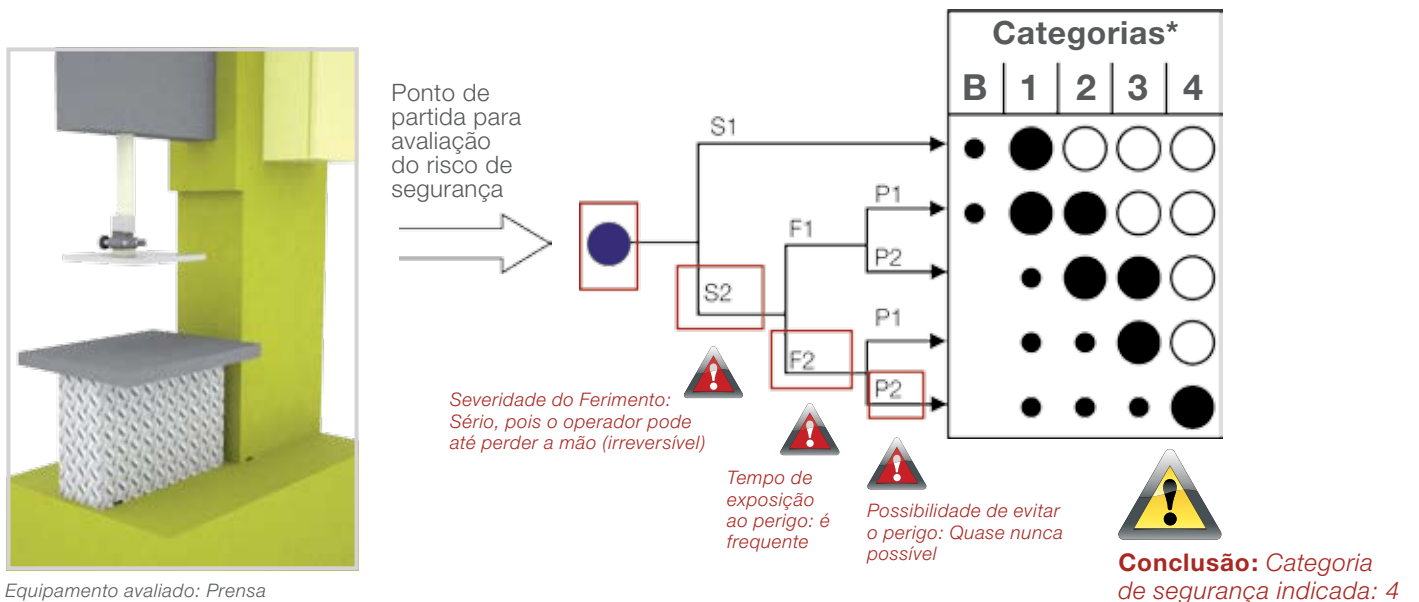 Categorias*
B 1 2 3 4
Ponto de
partida para
avaliação
do risco de
segurança
S1
P1
F1
P2
S2
P1
F2
P2
Severidade do Ferimento:
Sério, pois o operador pode
até perder a mão (irreversível)
Tempo de
exposição
ao perigo: é
frequente
Possibilidade de evitar
o perigo: Quase nunca
possível
Conclusão: Categoria
de segurança indicada: 4
Equipamento avaliado: Prensa